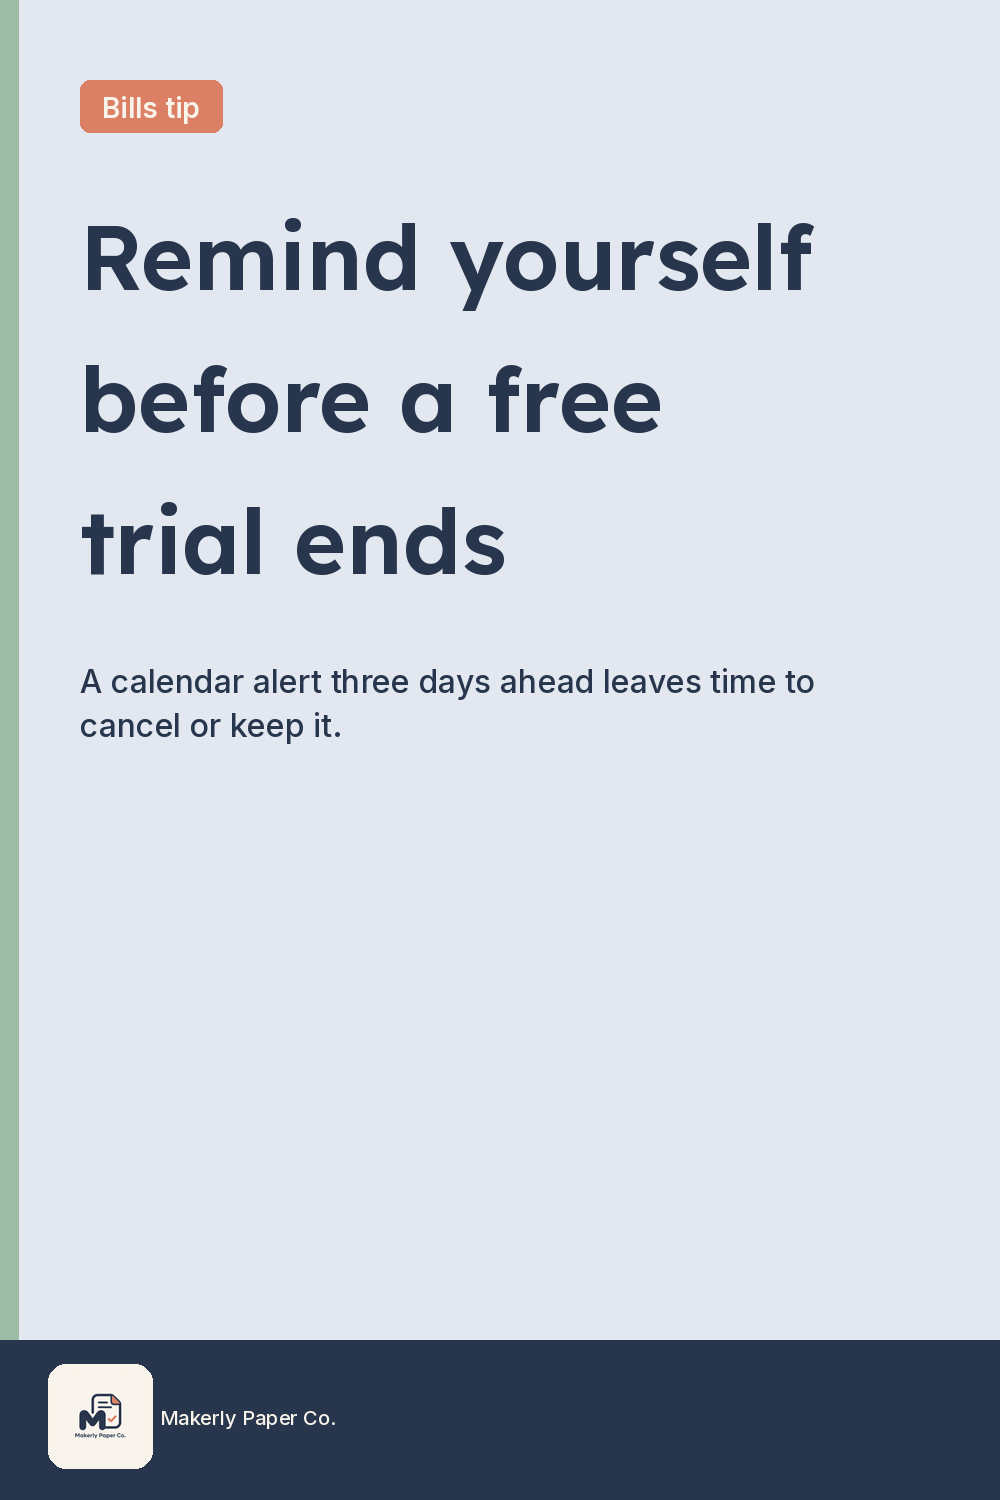 Bills tip
Remind yourself
before a free
trial ends
A calendar alert three days ahead leaves time to
cancel or keep it.
M
Makerly Paper Co.
Makerly Paper Co.